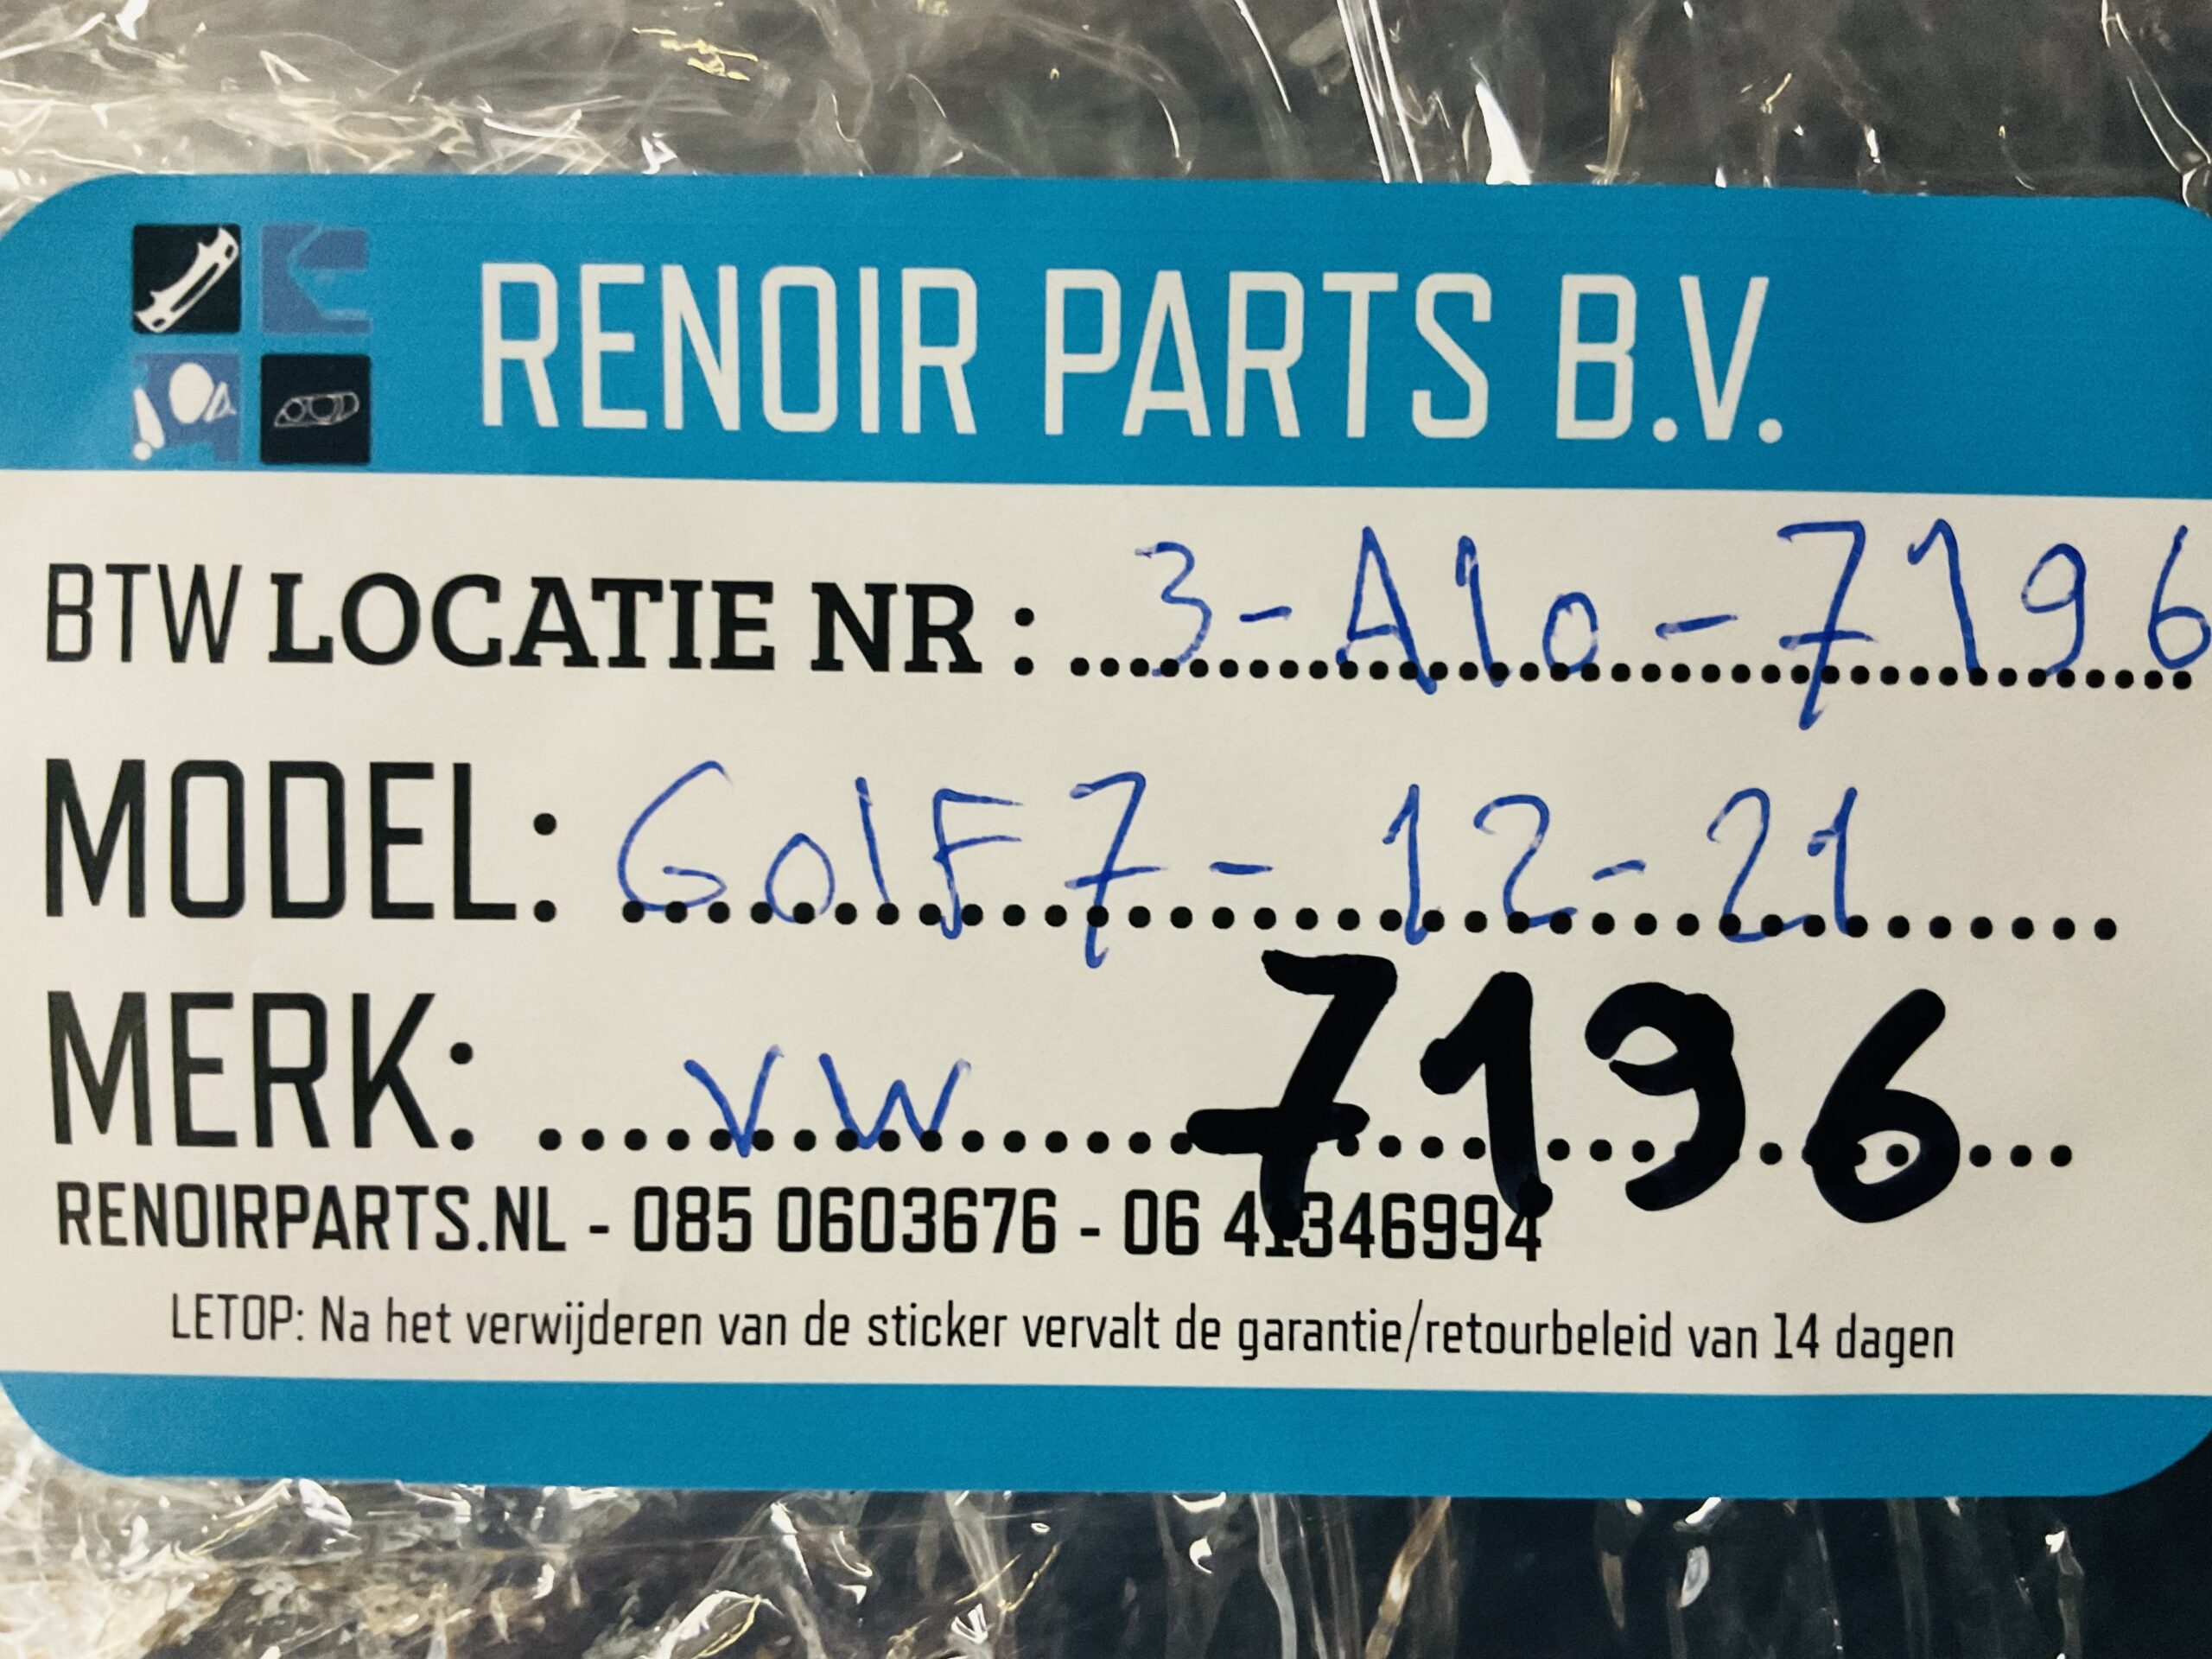 RENOIR PARTS B.V.
BTW LOCATIE NR : 3-A10-7196
MODEL: GolF 7 - 12-21
MERK: VW 7196
RENOIRPARTS.NL - 085 0603676 - 06 41346994
LETOP: Na het verwijderen van de sticker vervalt de garantie/retourbeleid van 14 dagen